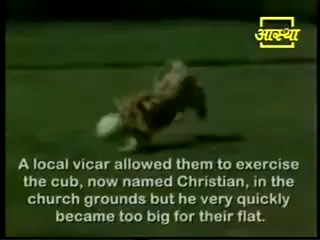 आस्था
A local vicar allowed them to exercise
the cub, now named Christian, in the
church grounds but he very quickly
became too big for their flat.